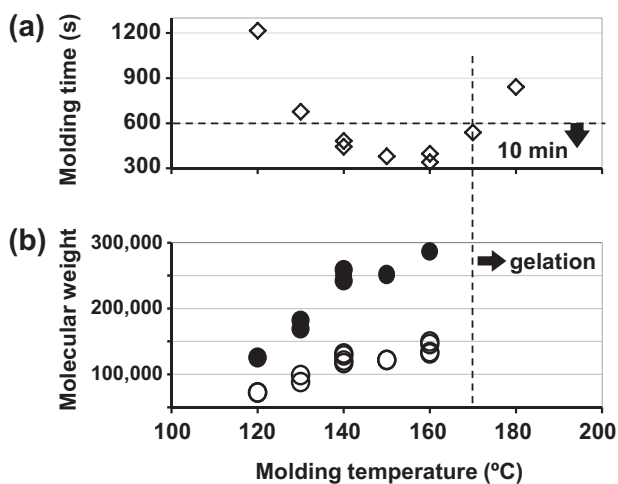 (a)
Molding time (s)
1200
900
600
300
10 min
(b)
Molecular weight
300,000
200,000
100,000
gelation
100
120
140
160
180
200
Molding temperature (ºC)